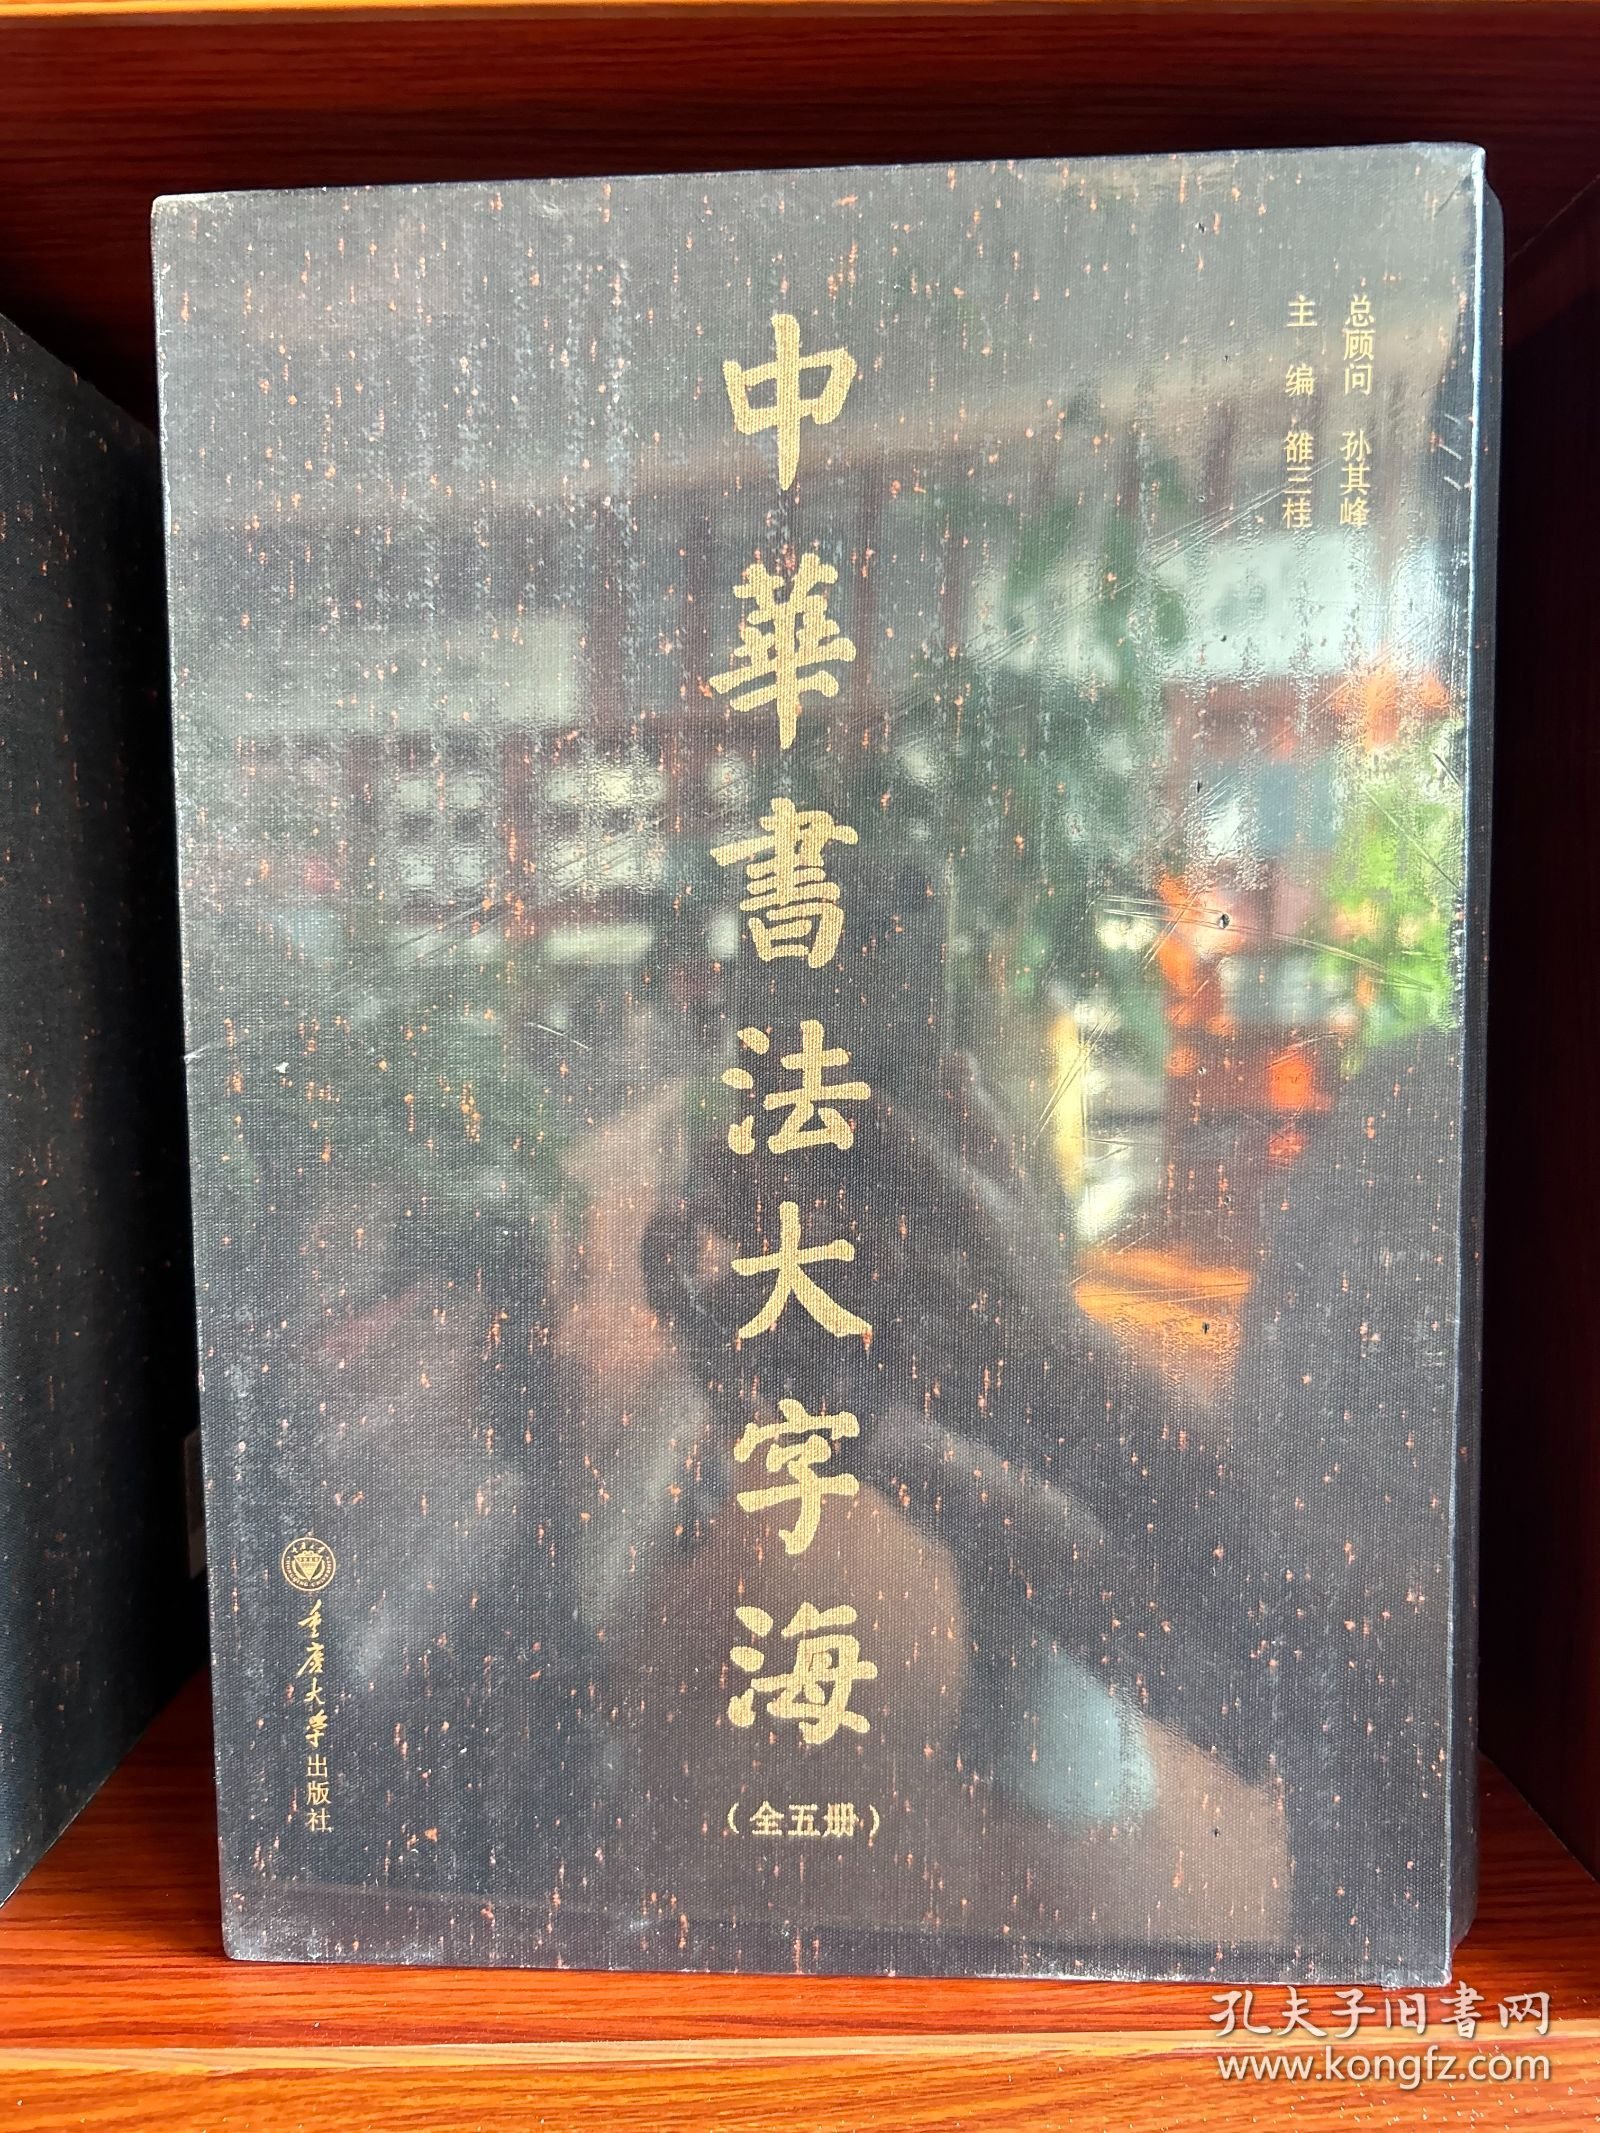 总顾问 孙其峰
主编 雒三桂
中華書法大字海
(全五册)
重庆大学出版社
孔夫子旧书网
www.kongfz.com